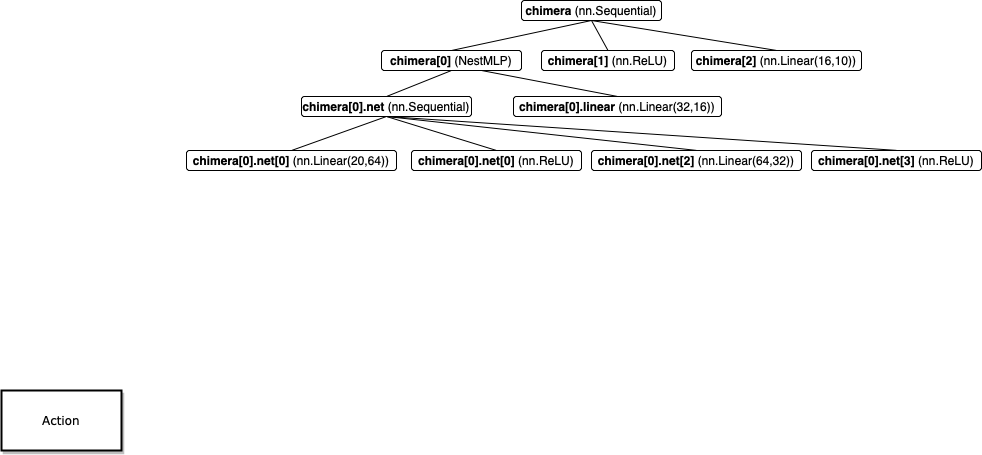 chimera (nn.Sequential)
chimera[0] (NestMLP)
chimera[1] (nn.ReLU)
chimera[2] (nn.Linear(16,10))
chimera[0].net (nn.Sequential)
chimera[0].linear (nn.Linear(32,16))
chimera[0].net[0] (nn.Linear(20,64))
chimera[0].net[0] (nn.ReLU)
chimera[0].net[2] (nn.Linear(64,32))
chimera[0].net[3] (nn.ReLU)
Action